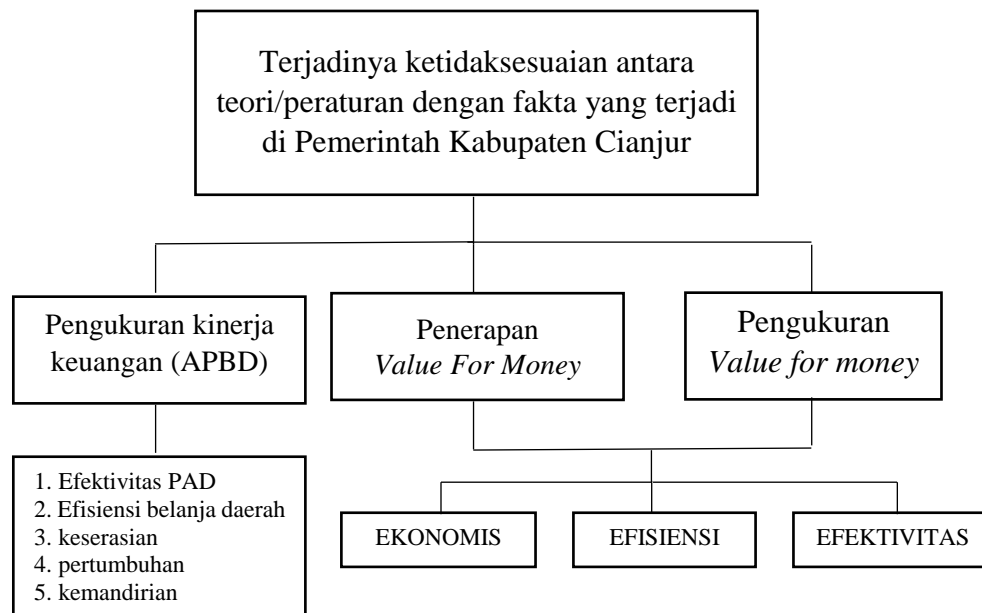 Terjadinya ketidaksesuaian antara
teori/peraturan dengan fakta yang terjadi
di Pemerintah Kabupaten Cianjur
Pengukuran kinerja
keuangan (APBD)
Penerapan
Value For Money
Pengukuran
Value for money
1. Efektivitas PAD
2. Efisiensi belanja daerah
3. keserasian
4. pertumbuhan
5. kemandirian
EKONOMIS
EFISIENSI
EFEKTIVITAS